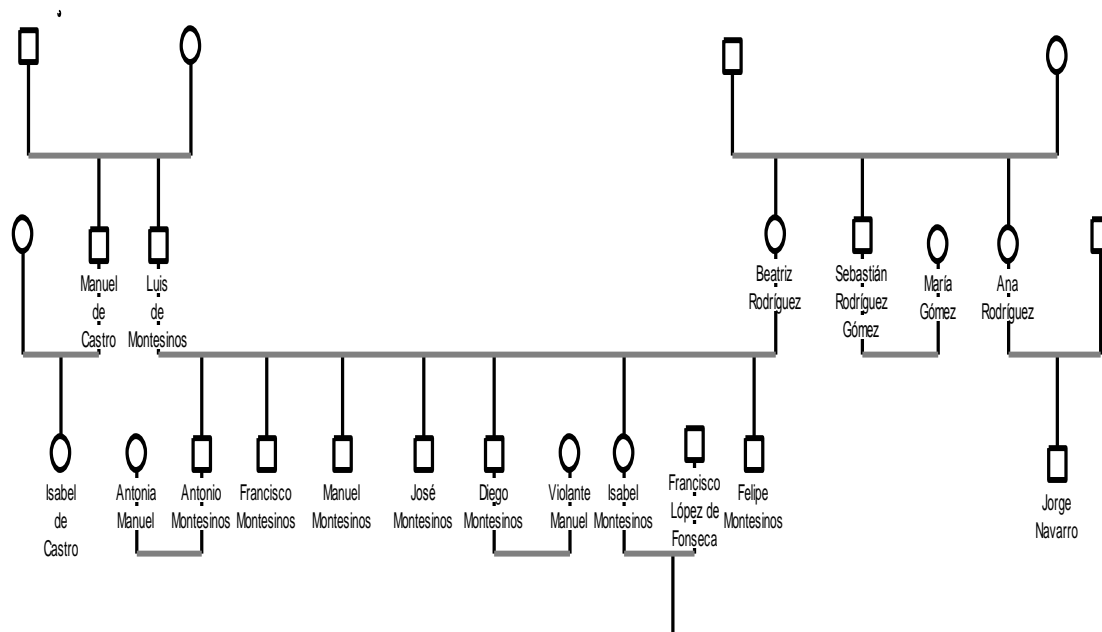 Manuel
de
Castro
Luis
de
Montesinos
Beatriz
Rodríguez
Sebastián
Rodríguez
Gómez
María
Gómez
Ana
Rodríguez
Isabel
de
Castro
Antonia
Manuel
Antonio
Montesinos
Francisco
Montesinos
Manuel
Montesinos
José
Montesinos
Diego
Montesinos
Violante
Manuel
Isabel
Montesinos
Francisco
López de
Fonseca
Felipe
Montesinos
Jorge
Navarro